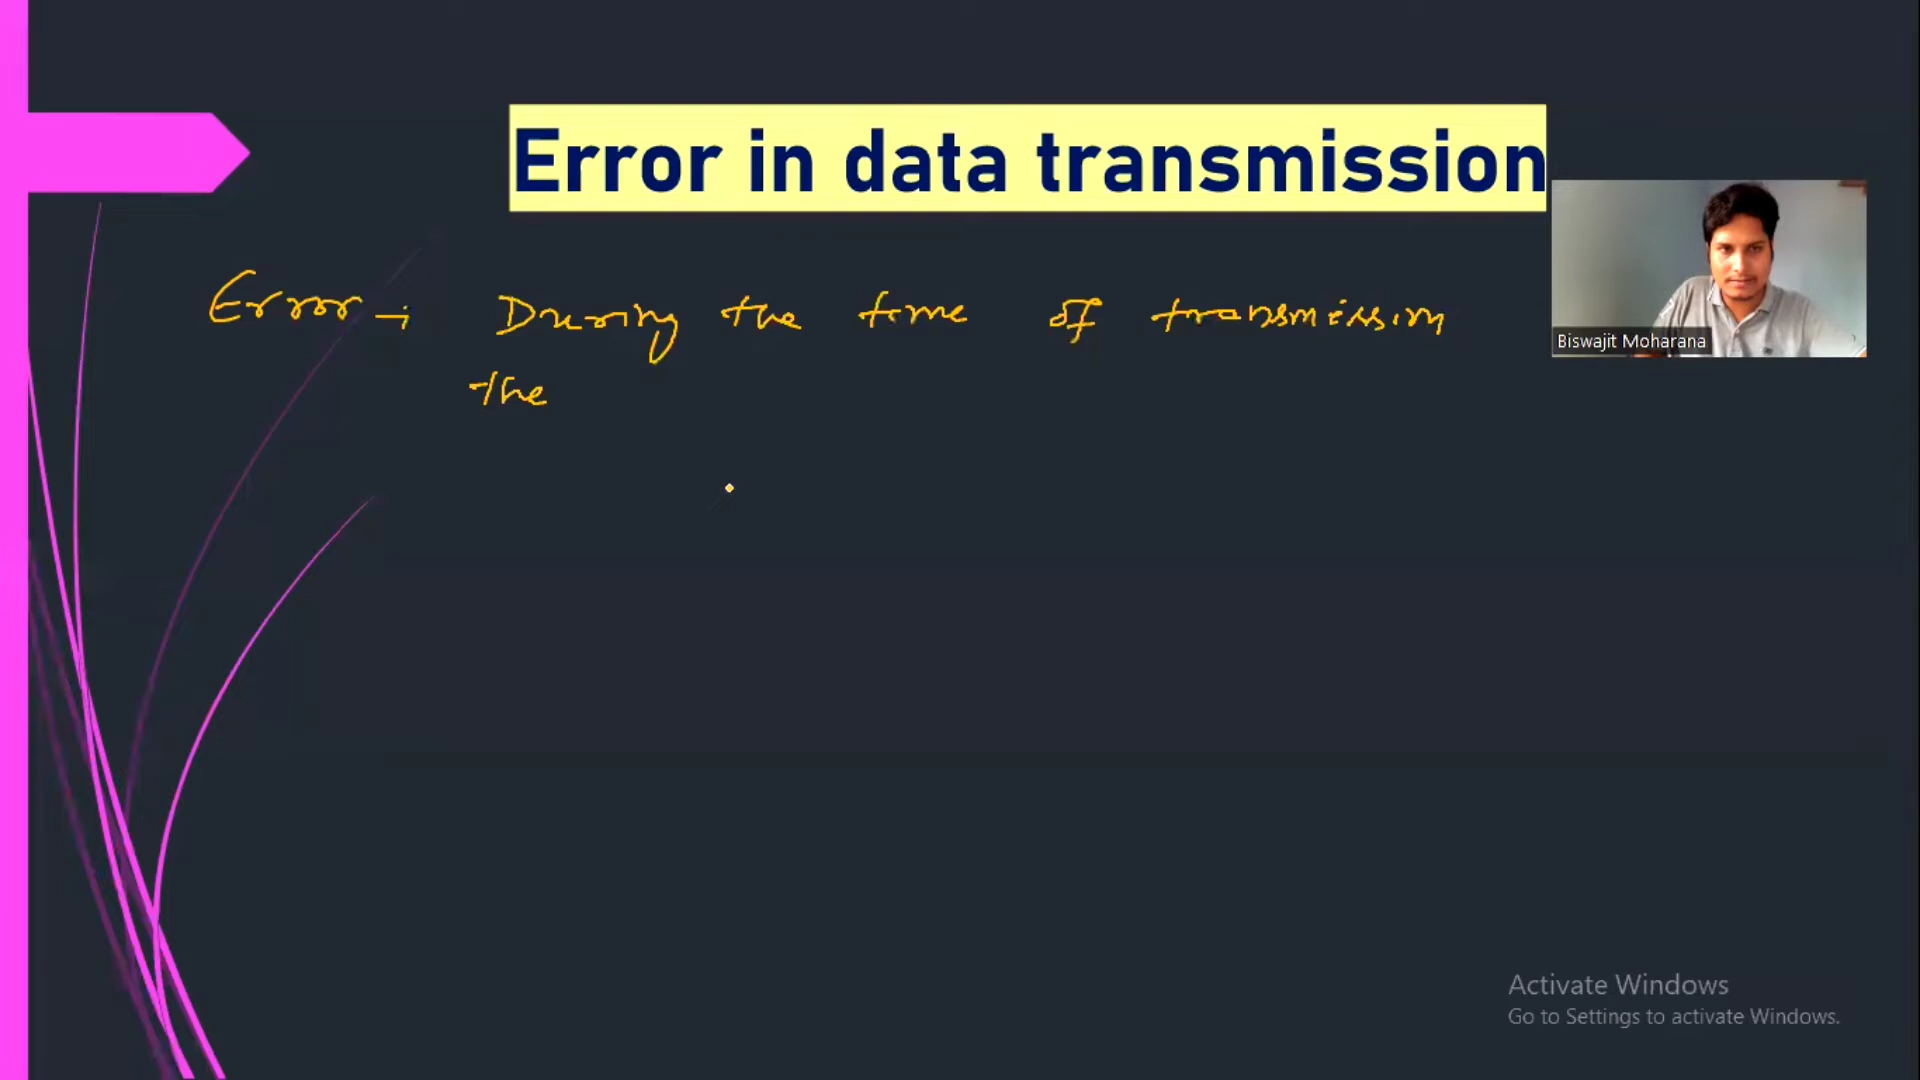 Error in data transmission
Error :- During the time of transmission
the
Biswajit Moharana
Activate Windows
Go to Settings to activate Windows.